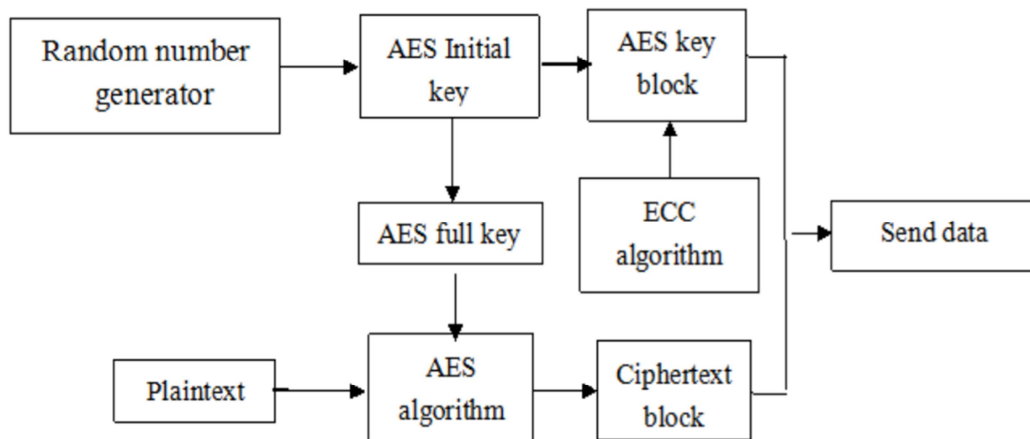 Random number
generator
AES Initial
key
AES key
block
AES full key
ECC
algorithm
Send data
Plaintext
AES
algorithm
Ciphertext
block